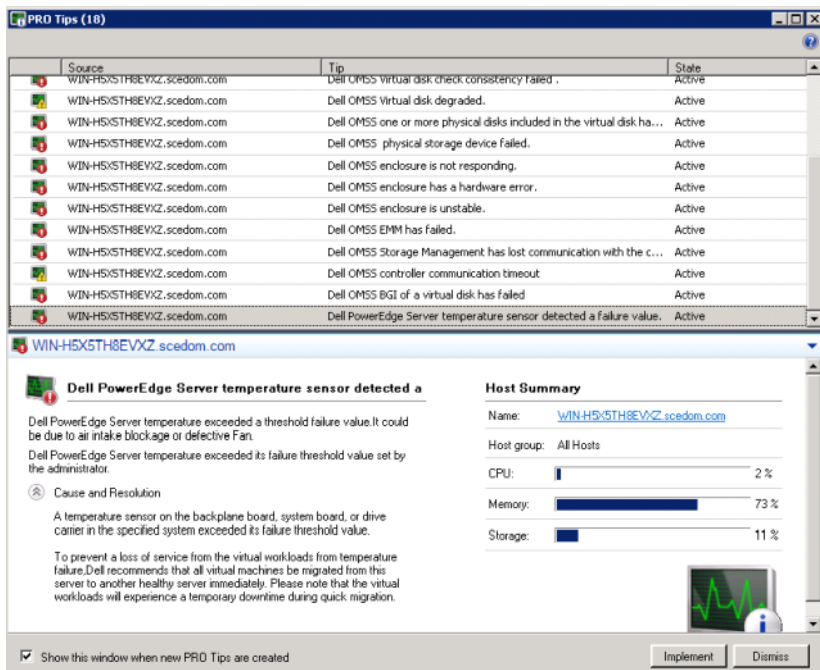 PRO Tips (18)
Source Tip State
WIN-H5X5TH8EVXZ.scedom.com Dell OMSS Virtual disk check consistency failed . Active
WIN-H5X5TH8EVXZ.scedom.com Dell OMSS Virtual disk degraded. Active
WIN-H5X5TH8EVXZ.scedom.com Dell OMSS one or more physical disks included in the virtual disk ha... Active
WIN-H5X5TH8EVXZ.scedom.com Dell OMSS physical storage device failed. Active
WIN-H5X5TH8EVXZ.scedom.com Dell OMSS enclosure is not responding. Active
WIN-H5X5TH8EVXZ.scedom.com Dell OMSS enclosure has a hardware error. Active
WIN-H5X5TH8EVXZ.scedom.com Dell OMSS enclosure is unstable. Active
WIN-H5X5TH8EVXZ.scedom.com Dell OMSS EMM has failed. Active
WIN-H5X5TH8EVXZ.scedom.com Dell OMSS Storage Management has lost communication with the c... Active
WIN-H5X5TH8EVXZ.scedom.com Dell OMSS controller communication timeout Active
WIN-H5X5TH8EVXZ.scedom.com Dell OMSS BGI of a virtual disk has failed Active
WIN-H5X5TH8EVXZ.scedom.com Dell PowerEdge Server temperature sensor detected a failure value. Active
WIN-H5X5TH8EVXZ.scedom.com
Dell PowerEdge Server temperature sensor detected a
Dell PowerEdge Server temperature exceeded a threshold failure value.It could
be due to air intake blockage or defective Fan.
Dell PowerEdge Server temperature exceeded its failure threshold value set by
the administrator.
Cause and Resolution
A temperature sensor on the backplane board, system board, or drive
carrier in the specified system exceeded its failure threshold value.
To prevent a loss of service from the virtual workloads from temperature
failure,Dell recommends that all virtual machines be migrated from this
server to another healthy server immediately. Please note that the virtual
workloads will experience a temporary downtime during quick migration.
Host Summary
Name: WIN-H5X5TH8EVXZ.scedom.com
Host group: All Hosts
CPU: 2 %
Memory: 73 %
Storage: 11 %
Show this window when new PRO Tips are created
Implement
Dismiss